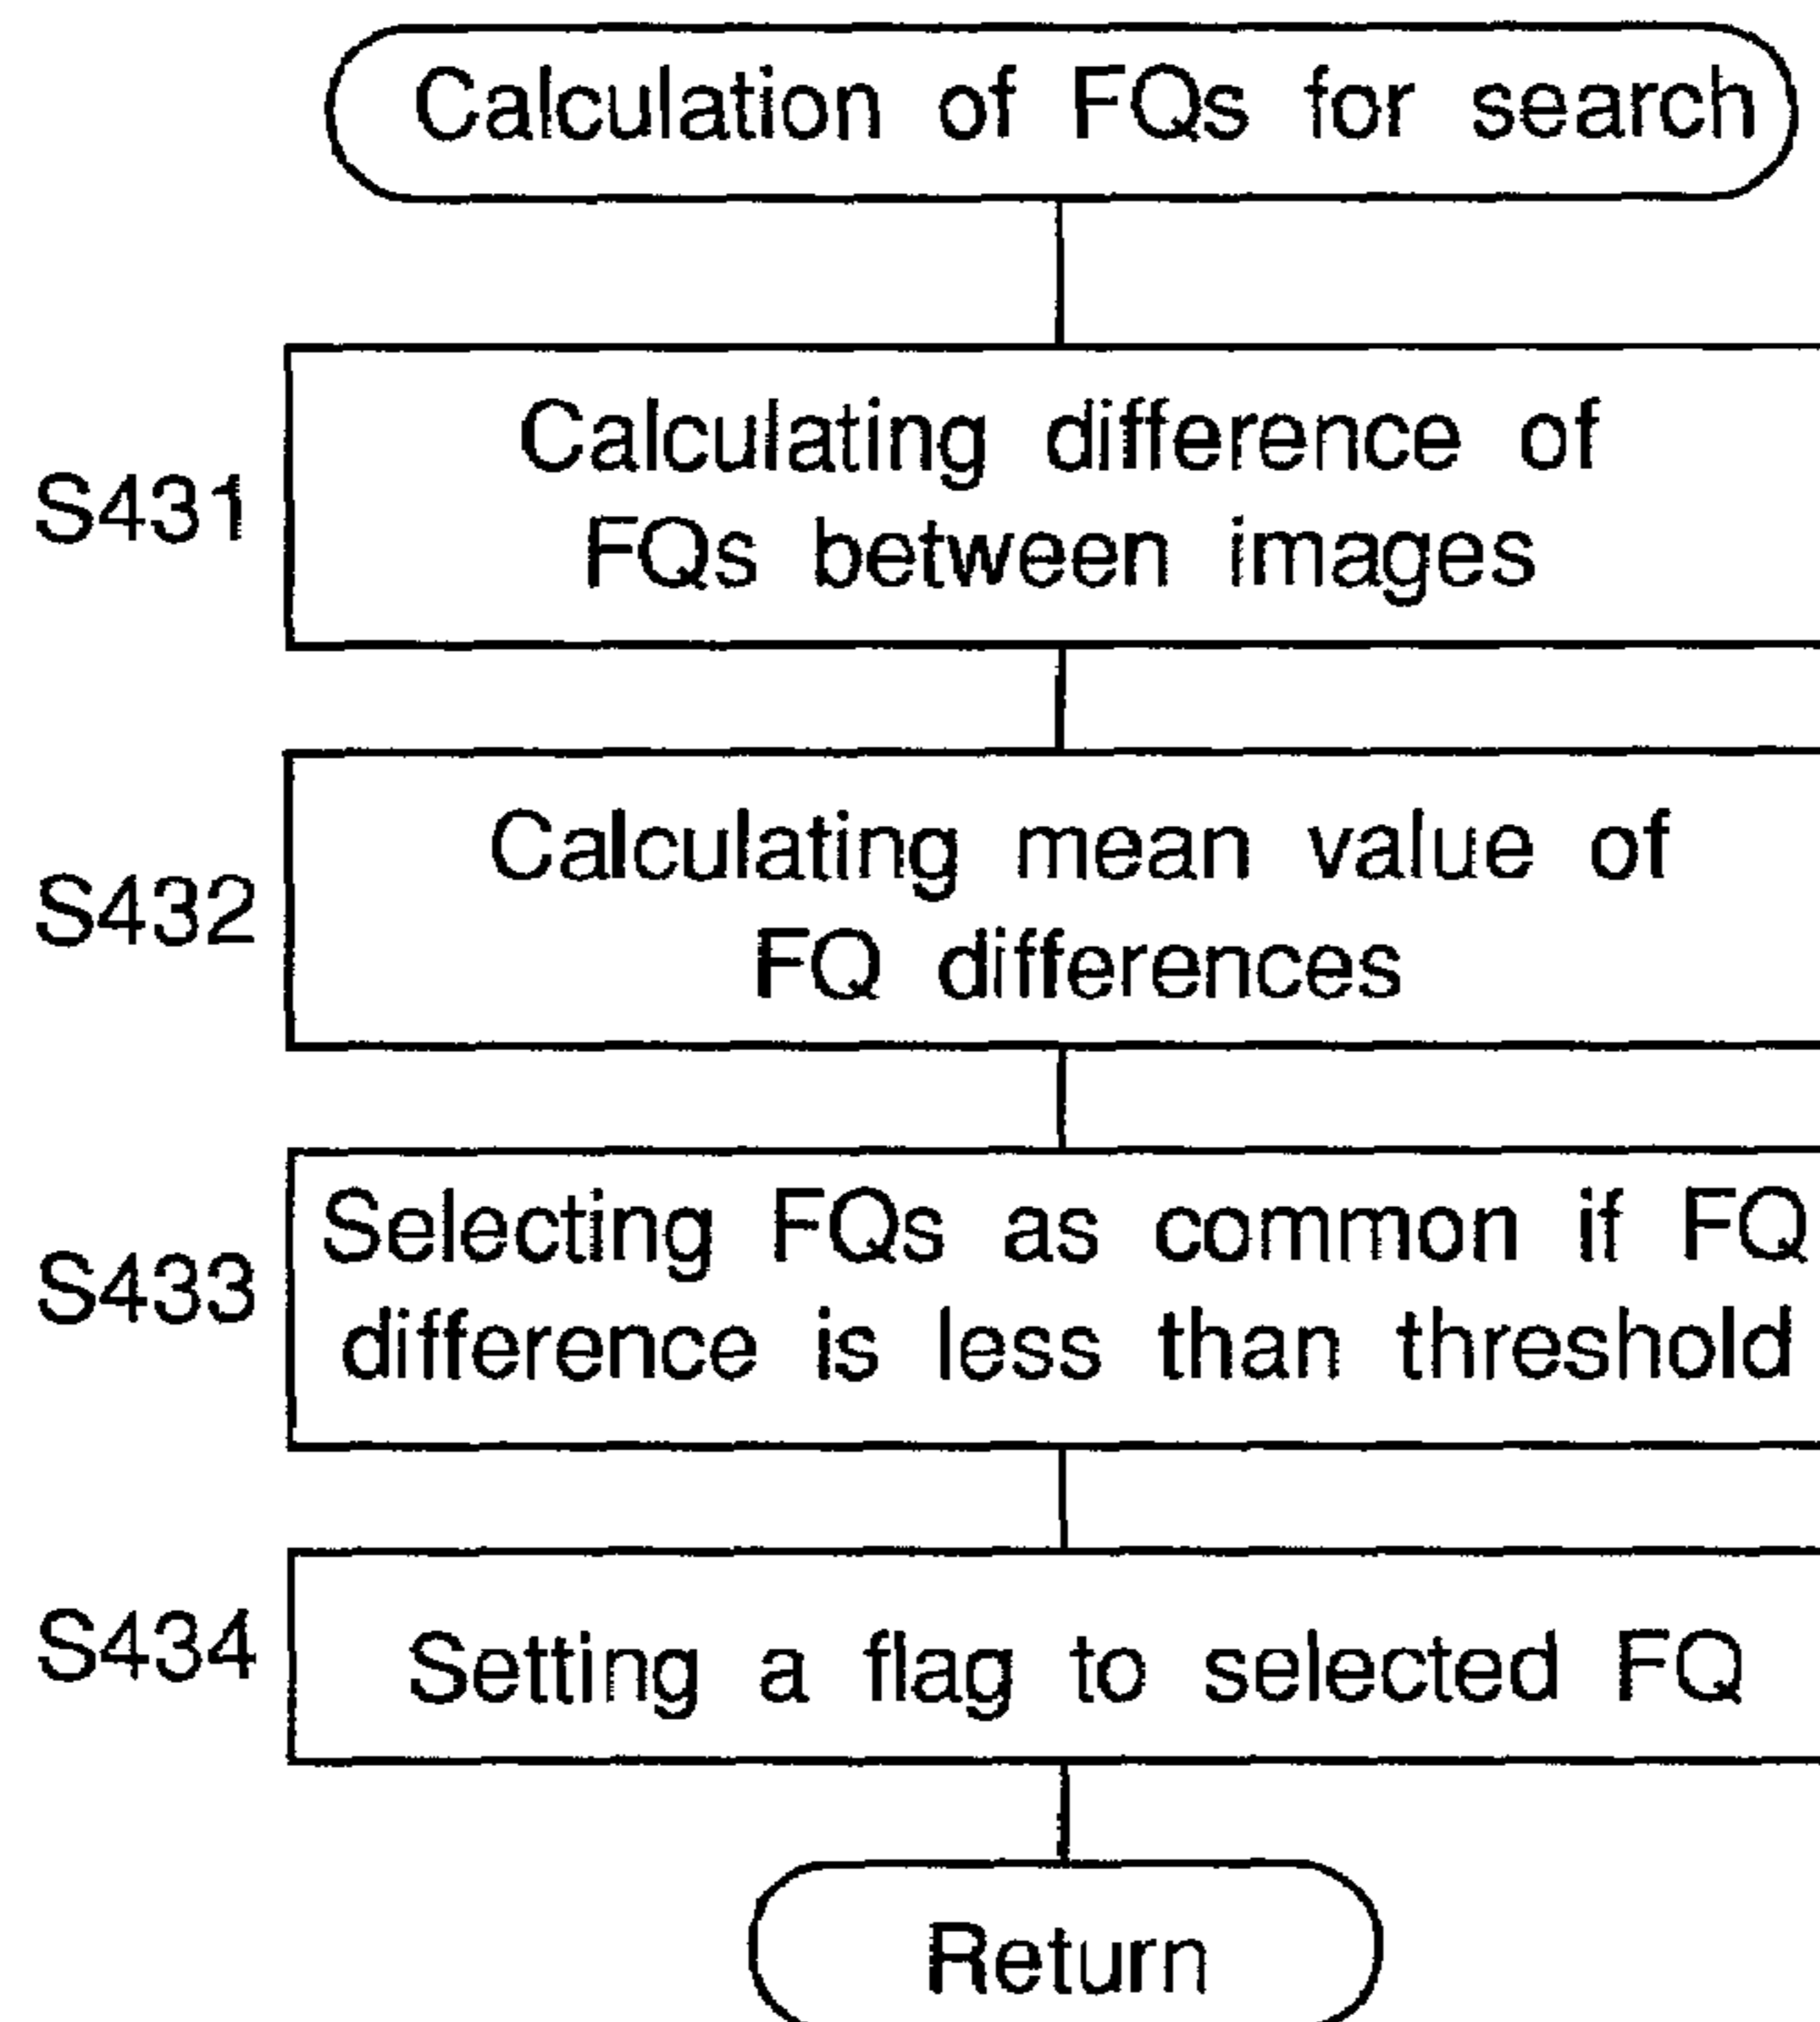 Calculation of FQs for search
S431
Calculating difference of
FQs between images
S432
Calculating mean value of
FQ differences
S433
Selecting FQs as common if FQ
difference is less than threshold
S434
Setting a flag to selected FQ
Return